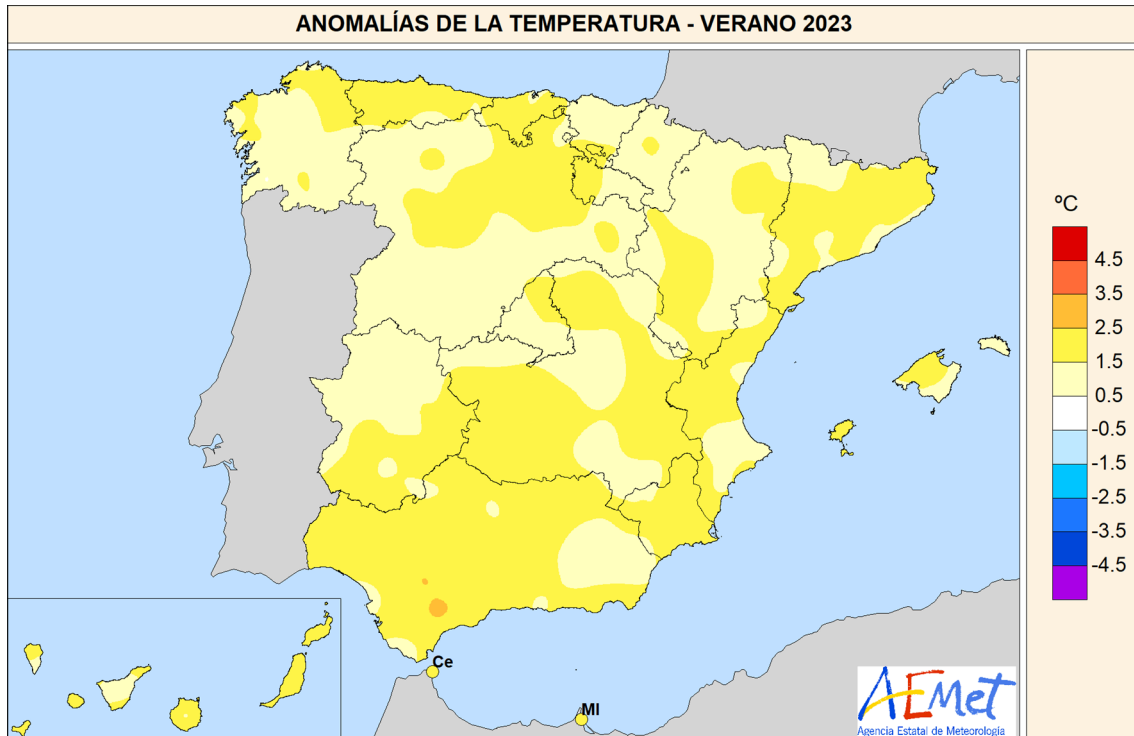 ANOMALÍAS DE LA TEMPERATURA - VERANO 2023
ºC
4.5
3.5
2.5
1.5
0.5
-0.5
-1.5
-2.5
-3.5
-4.5
Ce
Ml
AEMet
Agencia Estatal de Meteorología